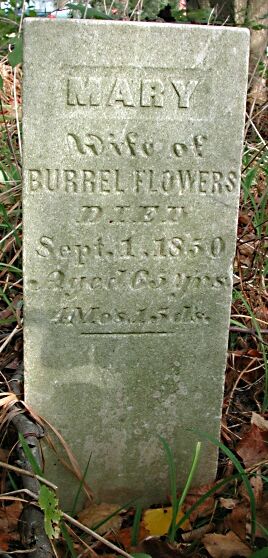 MARY
Wife of
BURREL FLOWERS
DIED
Sept. 1. 1850
Aged 65 yrs
4 Mos. 15 ds.